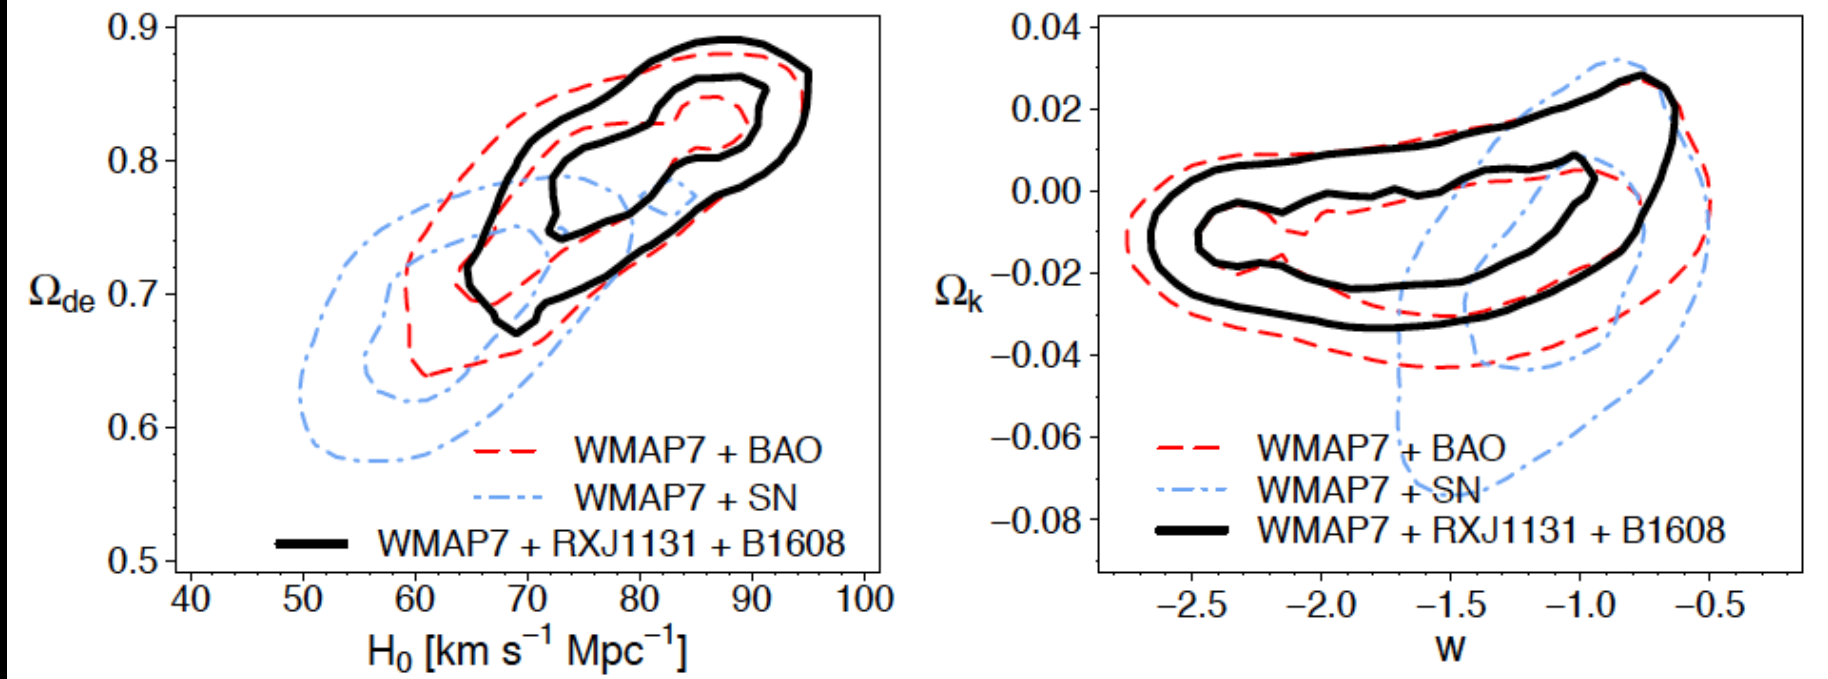 0.9
0.8
Ω_de 0.7
0.6
0.5
WMAP7 + BAO
WMAP7 + SN
WMAP7 + RXJ1131 + B1608
40 50 60 70 80 90 100
H₀ [km s⁻¹ Mpc⁻¹]
0.04
0.02
0.00
Ω_k −0.02
−0.04
−0.06
−0.08
WMAP7 + BAO
WMAP7 + SN
WMAP7 + RXJ1131 + B1608
−2.5 −2.0 −1.5 −1.0 −0.5
w